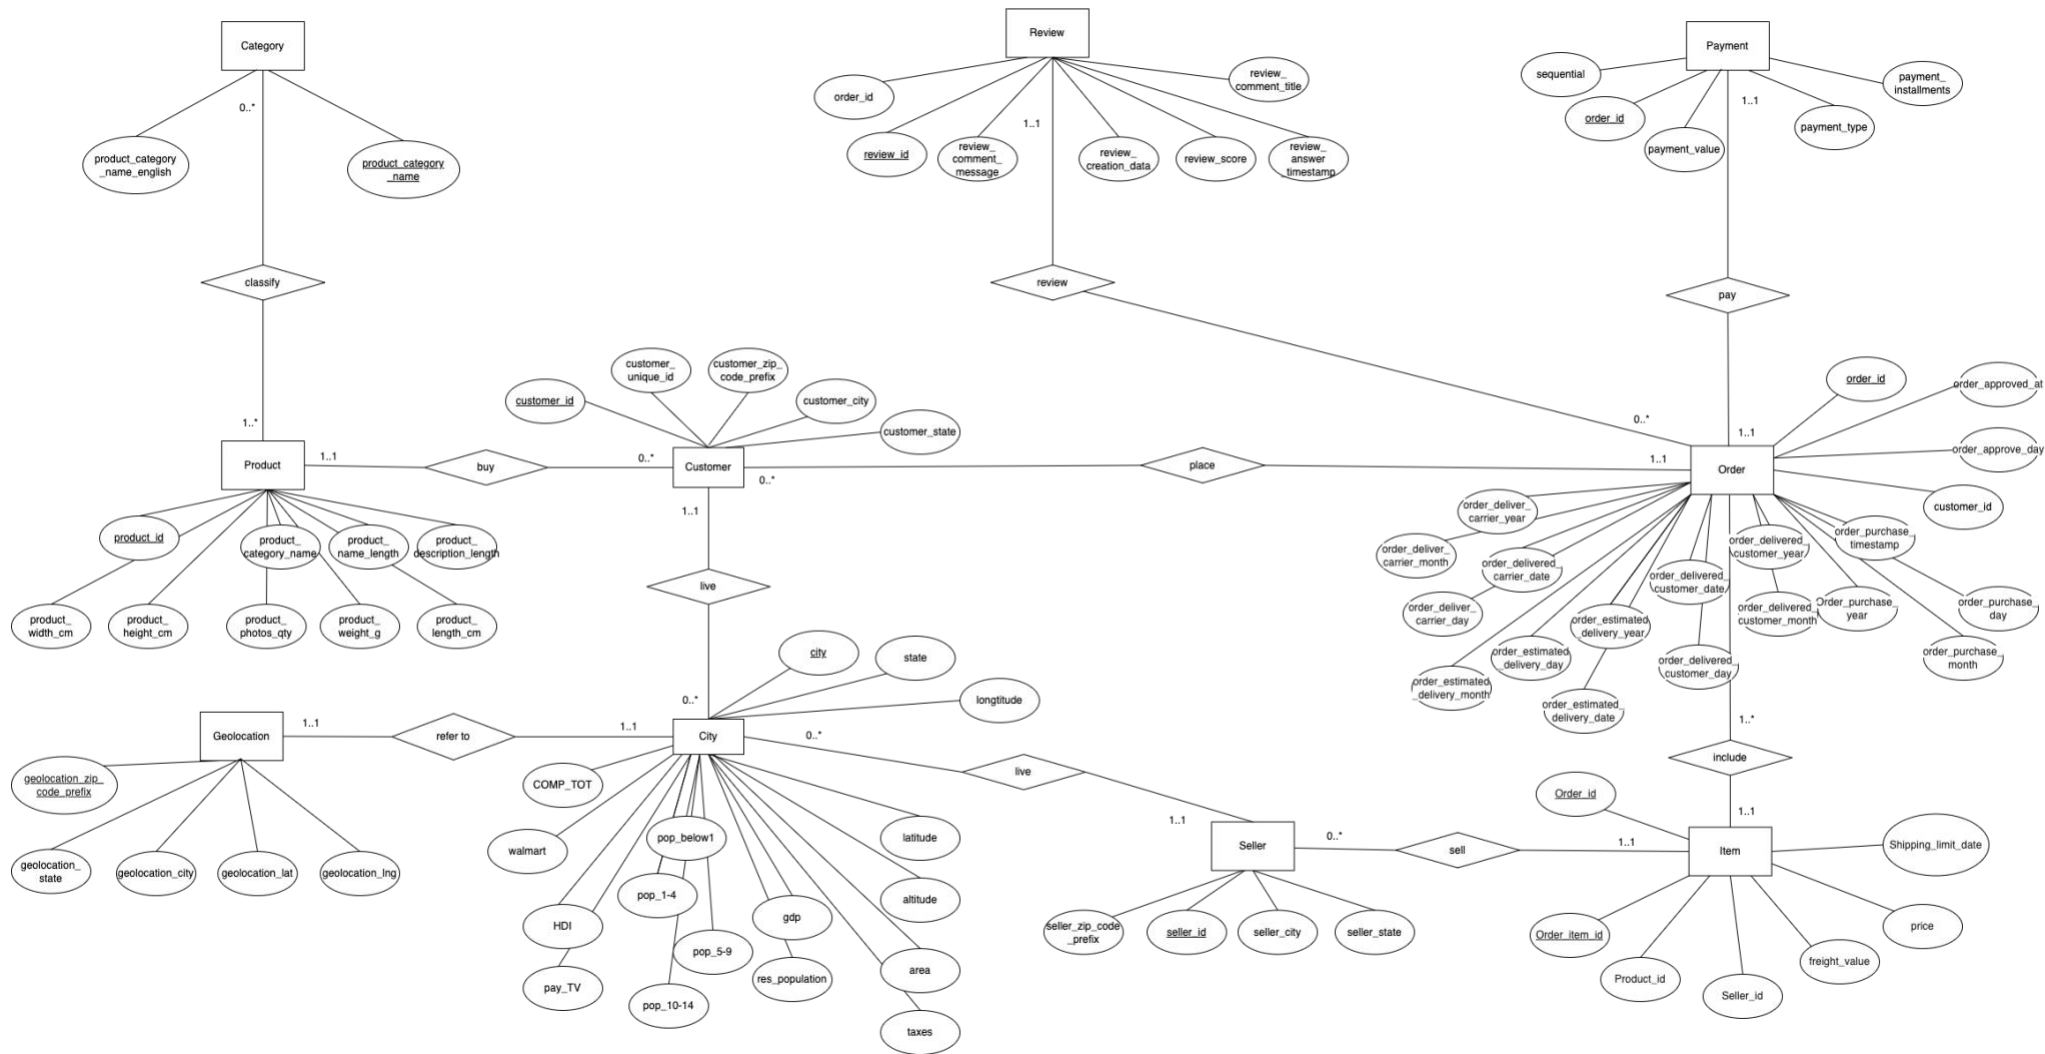 Category
0..*
product_category
_name_english
product_category
_name
classify
1..*
Review
order_id
review_
comment_title
1..1
review_id
review_
comment_
message
review_
creation_data
review_score
review_
answer
_timestamp
review
0..*
Payment
sequential
payment_
installments
1..1
order_id
payment_value
payment_type
pay
1..1
Product
1..1
buy
0..*
product_id
product_
category_name
product_
name_length
product_
description_length
product_
width_cm
product_
height_cm
product_
photos_qty
product_
weight_g
product_
length_cm
customer_
unique_id
customer_zip_
code_prefix
customer_id
customer_city
customer_state
Customer
0..*
place
1..1
1..1
live
0..*
Order
order_id
order_approved_at
order_approve_day
customer_id
order_deliver_
carrier_year
order_deliver_
carrier_month
order_delivered_
carrier_date
order_deliver_
carrier_day
order_estimated
_delivery_month
order_estimated
_delivery_day
order_estimated
_delivery_year
order_estimated_
delivery_date
order_delivered_
customer_date
order_delivered_
customer_day
order_delivered_
customer_year
order_delivered_
customer_month
order_purchase_
timestamp
Order_purchase_
year
order_purchase_
day
order_purchase_
month
1..*
include
1..1
Geolocation
1..1
refer to
1..1
geolocation_zip_
code_prefix
geolocation_
state
geolocation_city
geolocation_lat
geolocation_lng
city
state
longtitude
City
0..*
live
1..1
COMP_TOT
walmart
HDI
pay_TV
pop_below1
pop_1-4
pop_5-9
pop_10-14
gdp
res_population
latitude
altitude
area
taxes
Seller
0..*
sell
1..1
seller_zip_code
_prefix
seller_id
seller_city
seller_state
Item
Order_id
Shipping_limit_date
Order_item_id
Product_id
Seller_id
freight_value
price